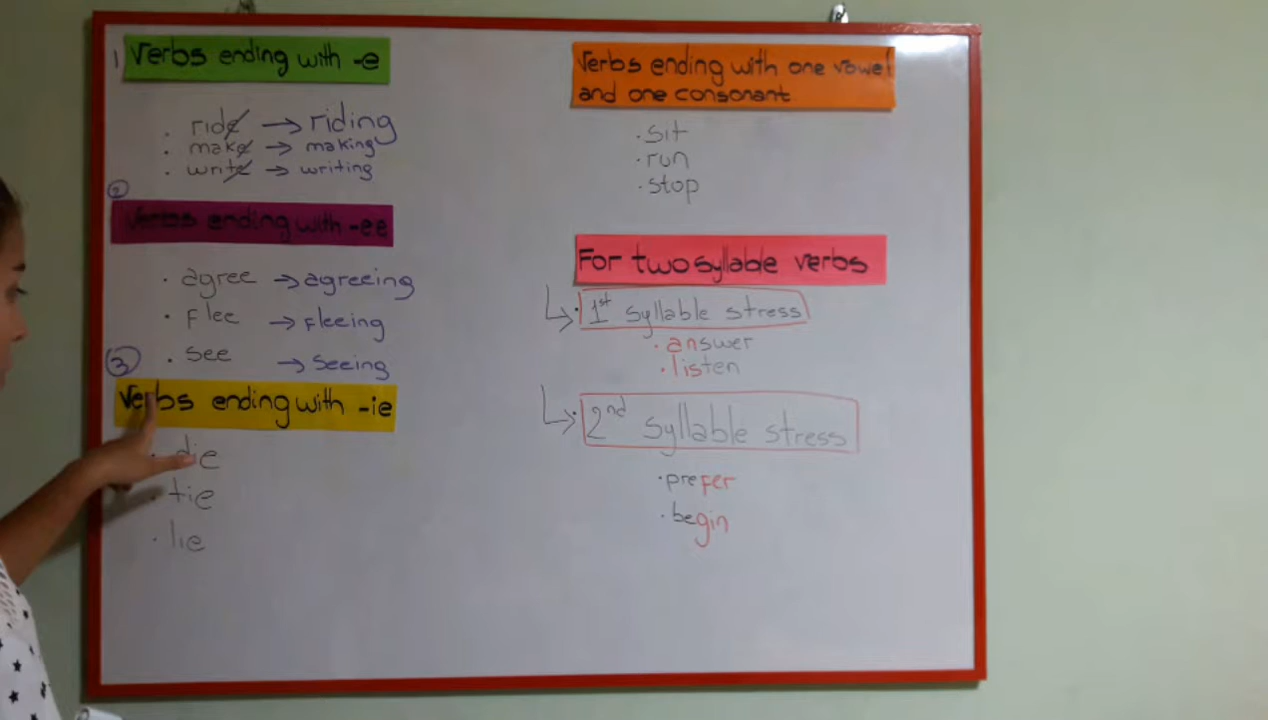 1 Verbs ending with -e
. ride → riding
. make → making
. write → writing
2
Verbs ending with -ee
. agree → agreeing
. Flee → Fleeing
. see → seeing
3
Verbs ending with -ie
. die
. tie
. lie
Verbs ending with one vowel
and one consonant
. sit
. run
. stop
For two syllable verbs
1st syllable stress
. answer
. listen
2nd syllable stress
. prefer
. begin